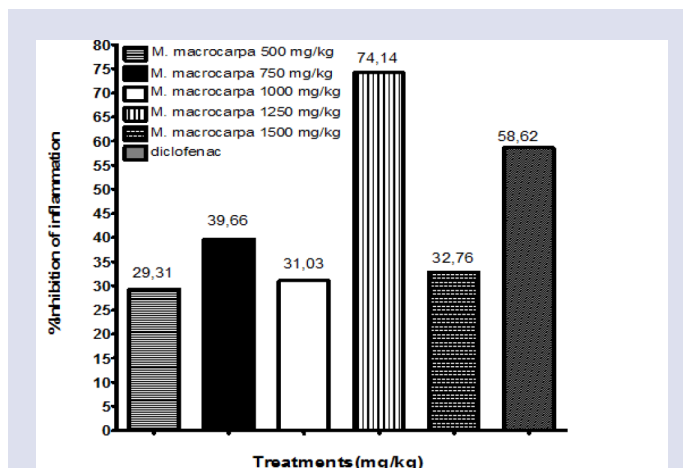 80
75
70
65
60
55
50
45
40
35
30
25
20
15
10
5
0
%Inhibition of inflammation
M. macrocarpa 500 mg/kg
M. macrocarpa 750 mg/kg
M. macrocarpa 1000 mg/kg
M. macrocarpa 1250 mg/kg
M. macrocarpa 1500 mg/kg
diclofenac
29,31
39,66
31,03
74,14
32,76
58,62
Treatments(mg/kg)